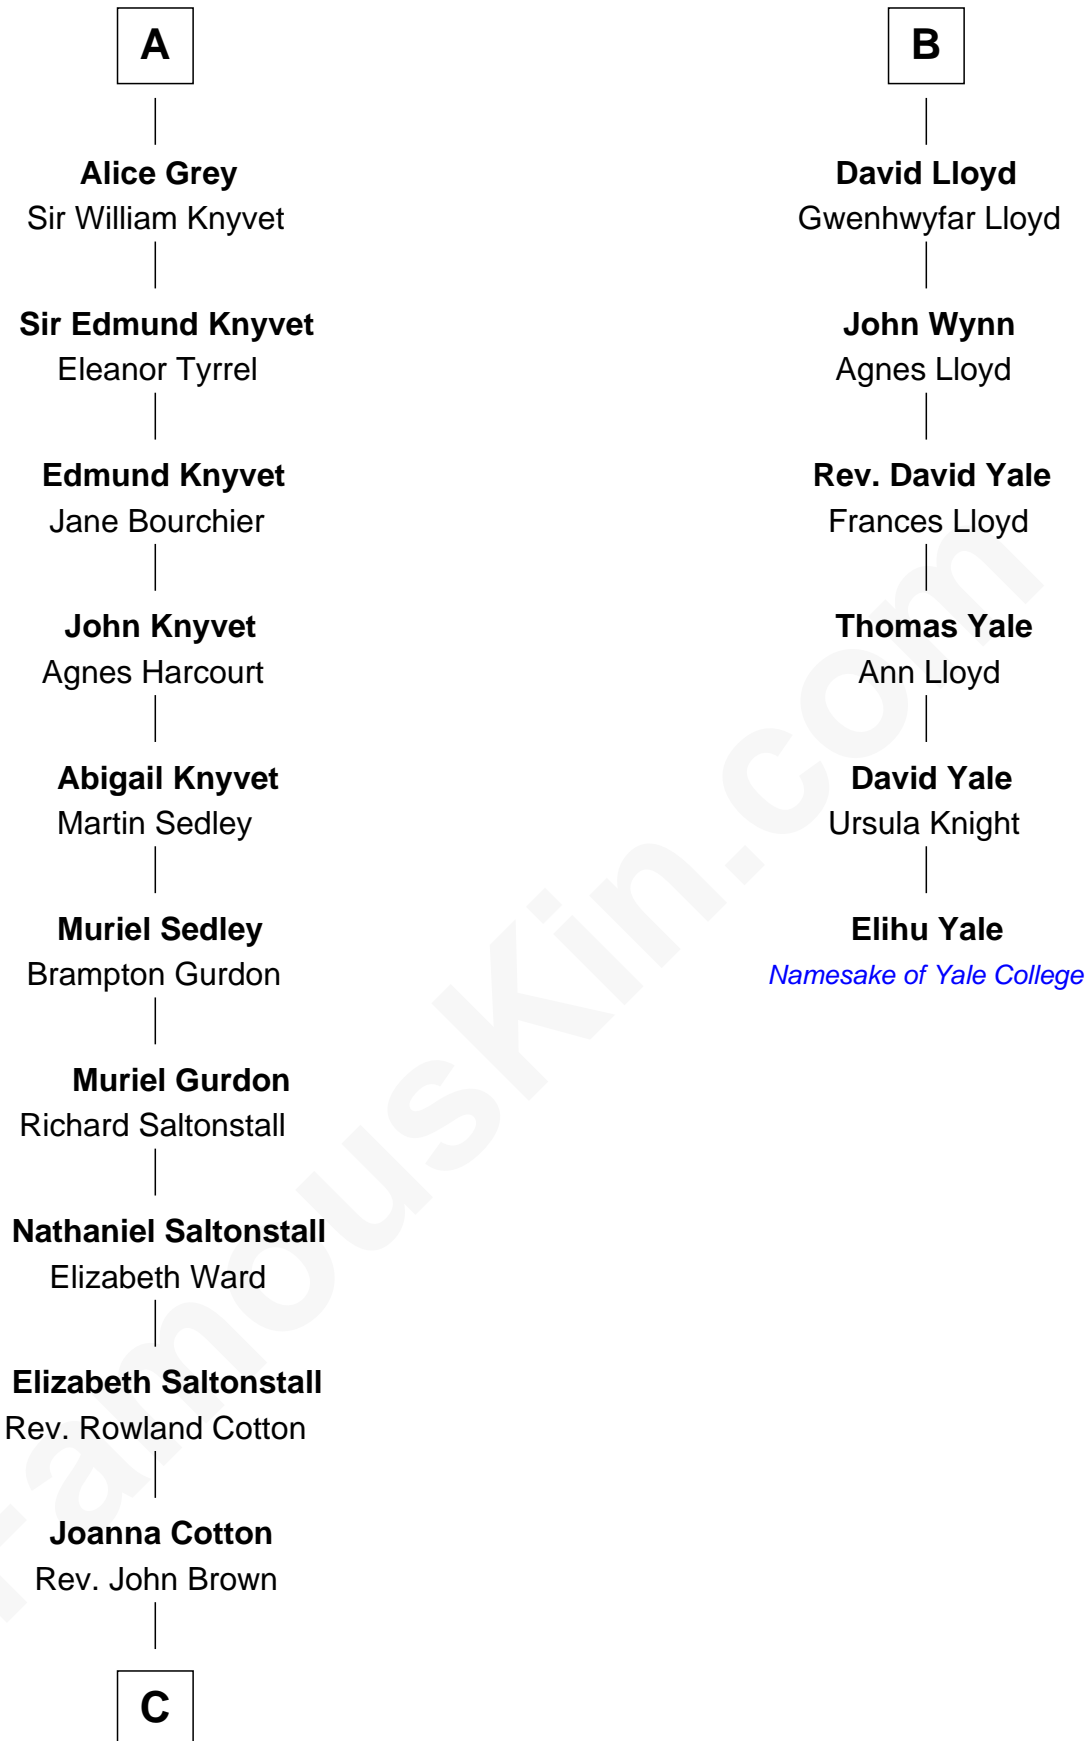 A
Alice Grey
Sir William Knyvet
Sir Edmund Knyvet
Eleanor Tyrrel
Edmund Knyvet
Jane Bourchier
John Knyvet
Agnes Harcourt
Abigail Knyvet
Martin Sedley
Muriel Sedley
Brampton Gurdon
Muriel Gurdon
Richard Saltonstall
Nathaniel Saltonstall
Elizabeth Ward
Elizabeth Saltonstall
Rev. Rowland Cotton
Joanna Cotton
Rev. John Brown
C
B
David Lloyd
Gwenhwyfar Lloyd
John Wynn
Agnes Lloyd
Rev. David Yale
Frances Lloyd
Thomas Yale
Ann Lloyd
David Yale
Ursula Knight
Elihu Yale
Namesake of Yale College
FamousKin.com